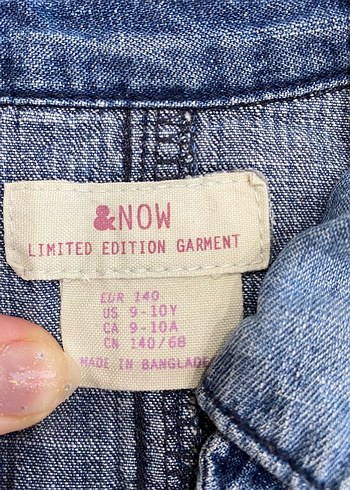 &NOW
LIMITED EDITION GARMENT
EUR 140
US 9-10Y
CA 9-10A
CN 140/68
MADE IN BANGLADE